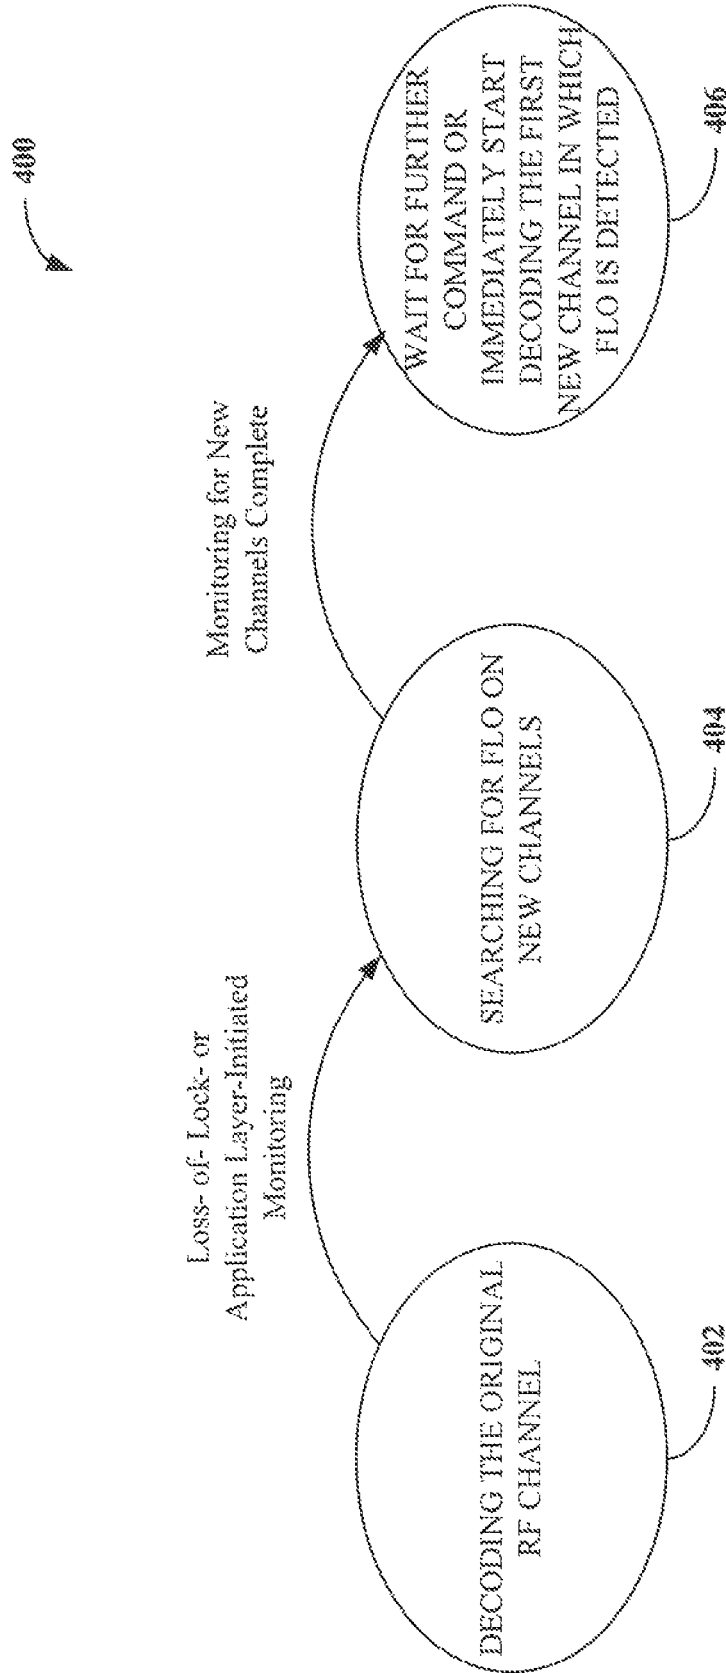 400
Loss- of- Lock- or
Application Layer-Initiated
Monitoring
Monitoring for New
Channels Complete
DECODING THE ORIGINAL
RF CHANNEL
SEARCHING FOR FLO ON
NEW CHANNELS
WAIT FOR FURTHER
COMMAND OR
IMMEDIATELY START
DECODING THE FIRST
NEW CHANNEL IN WHICH
FLO IS DETECTED
402
404
406